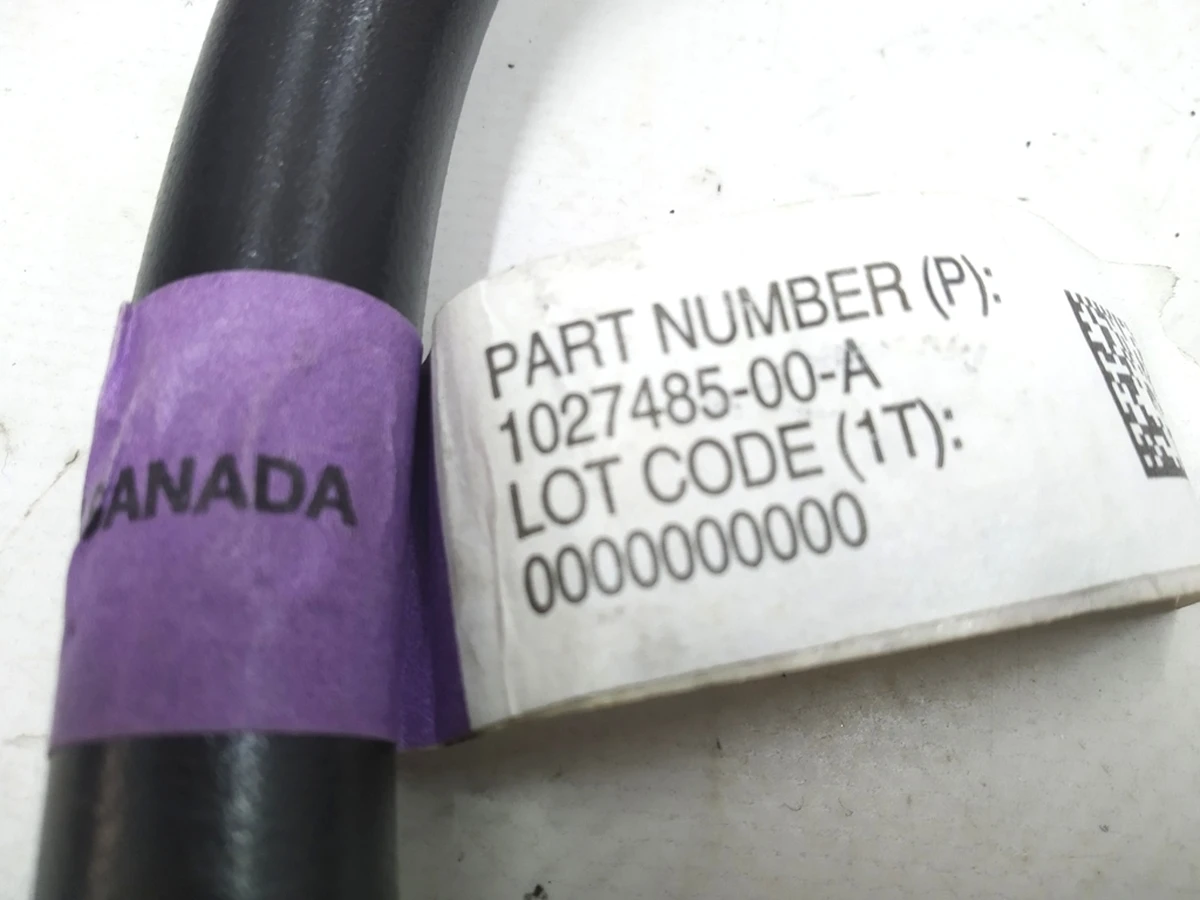 CANADA
PART NUMBER (P):
1027485-00-A
LOT CODE (1T):
0000000000